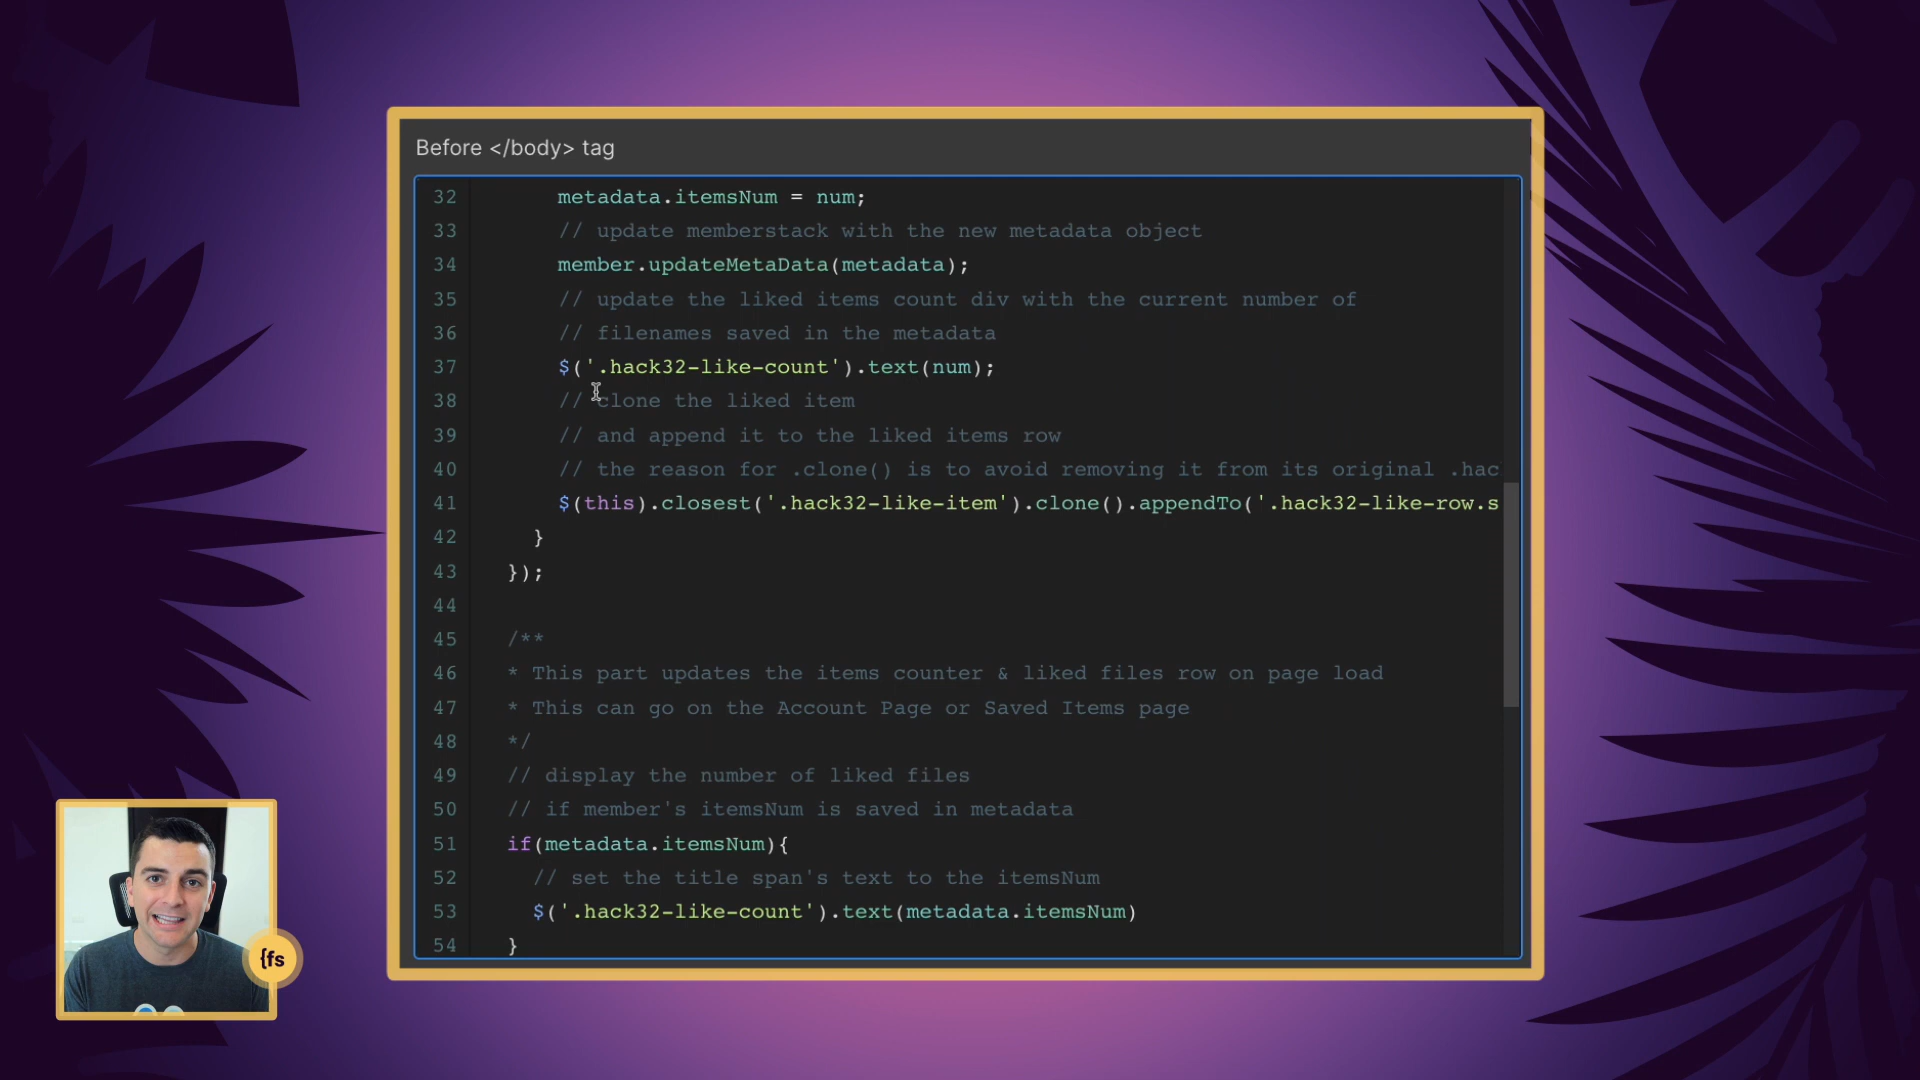 Before </body> tag
32 metadata.itemsNum = num;
33 // update memberstack with the new metadata object
34 member.updateMetaData(metadata);
35 // update the liked items count div with the current number of
36 // filenames saved in the metadata
37 $('.hack32-like-count').text(num);
38 // clone the liked item
39 // and append it to the liked items row
40 // the reason for .clone() is to avoid removing it from its original .hac
41 $(this).closest('.hack32-like-item').clone().appendTo('.hack32-like-row.s
42 }
43 });
44
45 /**
46 * This part updates the items counter & liked files row on page load
47 * This can go on the Account Page or Saved Items page
48 */
49 // display the number of liked files
50 // if member's itemsNum is saved in metadata
51 if(metadata.itemsNum){
52 // set the title span's text to the itemsNum
53 $('.hack32-like-count').text(metadata.itemsNum)
54 }
{fs